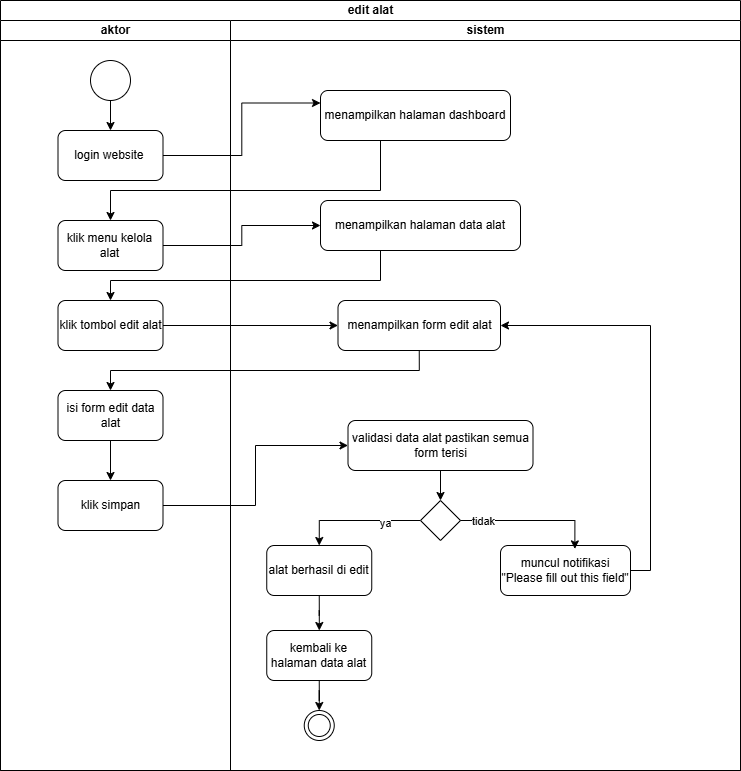 edit alat
aktor
sistem
menampilkan halaman dashboard
login website
klik menu kelola
alat
menampilkan halaman data alat
klik tombol edit alat
menampilkan form edit alat
isi form edit data
alat
validasi data alat pastikan semua
form terisi
klik simpan
ya
tidak
alat berhasil di edit
muncul notifikasi
"Please fill out this field"
kembali ke
halaman data alat